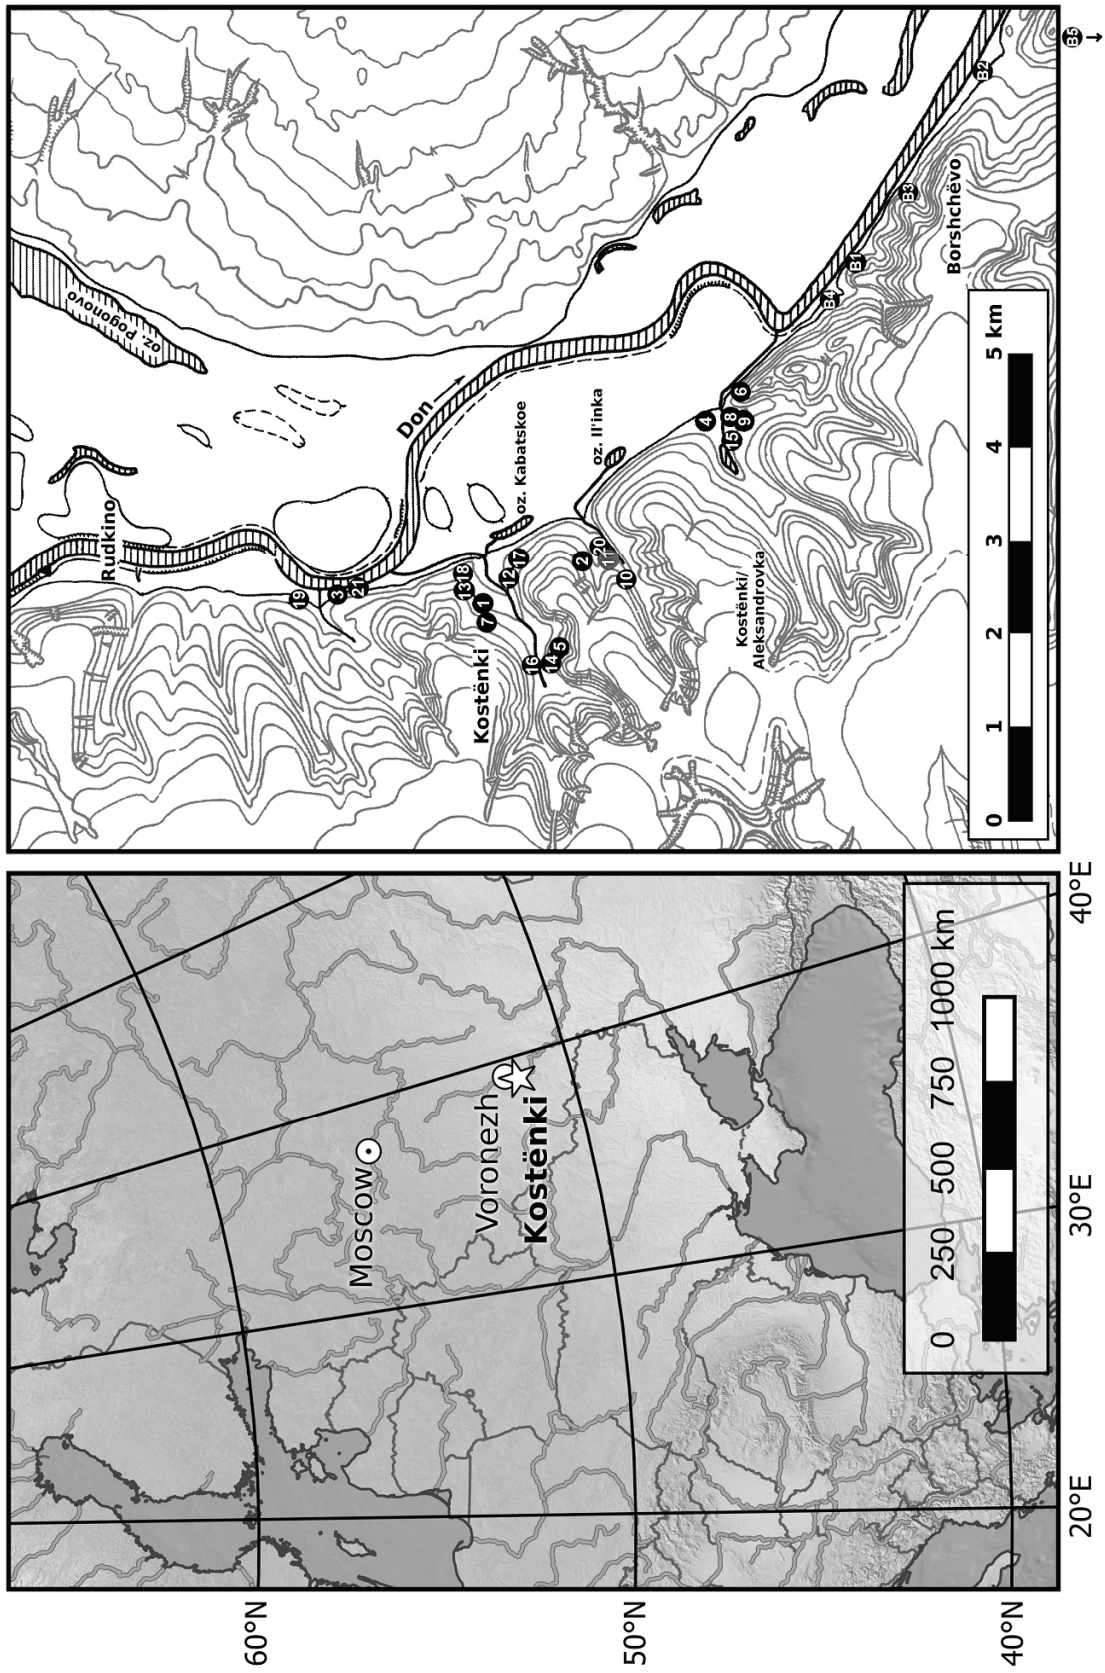 60°N
Moscow
Voronezh
Kostënki
50°N
40°N
0 250 500 750 1000 km
20°E 30°E 40°E
oz. Pogonovo
Rudkino
19
3
21
Don
13 18
7 1
Kostënki
12
17
oz. Kabatskoe
16
14
5
2
20
11
10
oz. Il'inka
4
15 8
9
6
Kostënki/
Aleksandrovka
B4
B1
B3
B2
B5
Borshchëvo
0 1 2 3 4 5 km